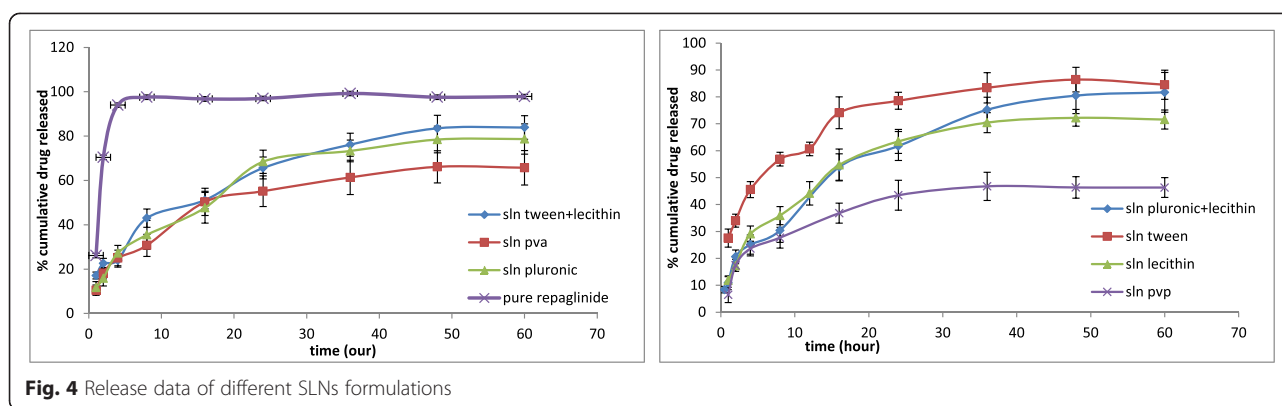 120
100
80
60
40
20
0
0 10 20 30 40 50 60 70
% cumulative drug released
time (our)
sln tween+lecithin
sln pva
sln pluronic
pure repaglinide
100
90
80
70
60
50
40
30
20
10
0
0 10 20 30 40 50 60 70
% cumulative drug released
time (hour)
sln pluronic+lecithin
sln tween
sln lecithin
sln pvp
Fig. 4 Release data of different SLNs formulations